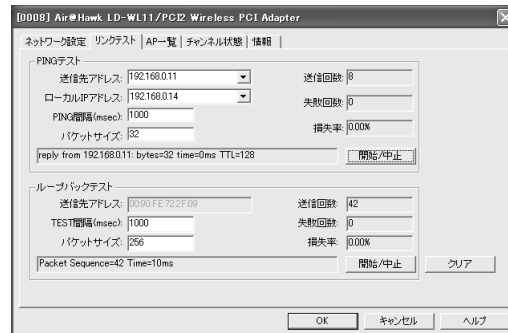 [0008] Air@Hawk LD-WL11/PCI2 Wireless PCI Adapter
ネットワーク設定 リンクテスト AP一覧 チャンネル状態 情報
PINGテスト
送信先アドレス: 192.168.0.11 送信回数: 8
ローカルIPアドレス: 192.168.0.14 失敗回数: 0
PING間隔(msec): 1000 損失率: 0.00%
パケットサイズ: 32
reply from 192.168.0.11: bytes=32 time=0ms TTL=128 開始/中止
ループバックテスト
送信先アドレス: 00:90:FE:72:2F:09 送信回数: 42
TEST間隔(msec): 1000 失敗回数: 0
パケットサイズ: 256 損失率: 0.00%
Packet Sequence=42 Time=10ms 開始/中止 クリア
OK キャンセル ヘルプ